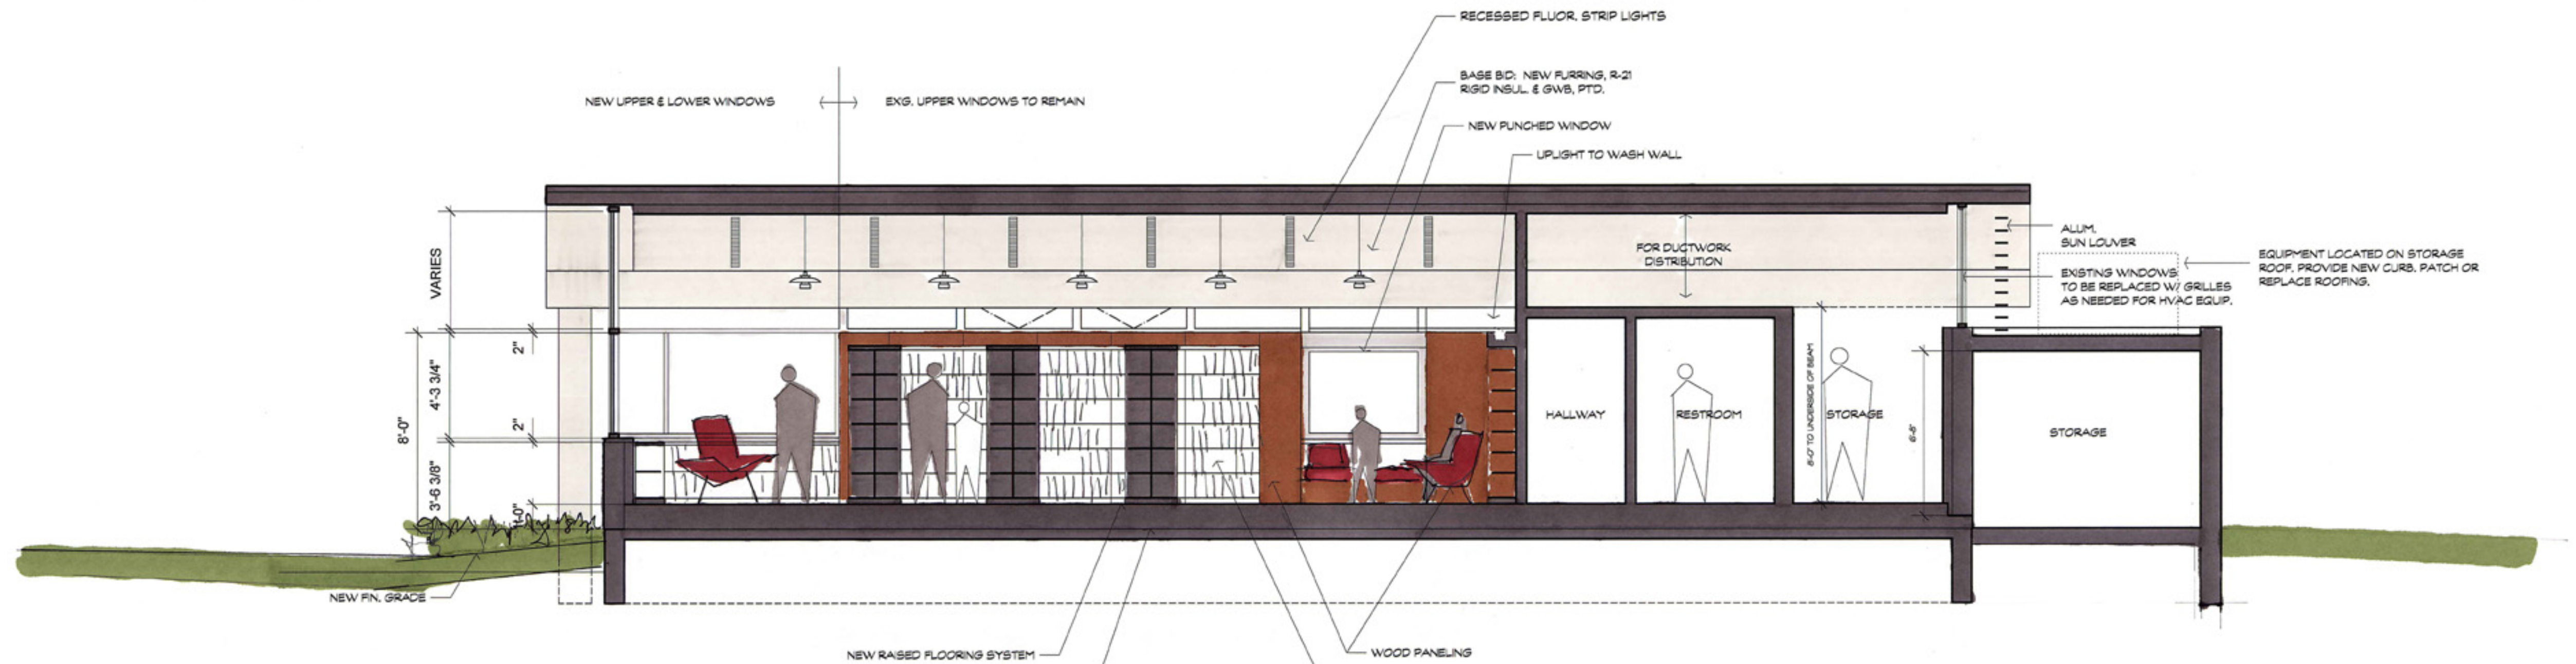 RECESSED FLUOR. STRIP LIGHTS
BASE BID: NEW FURRING, R-21
RIGID INSUL. & GWB, PTD.
NEW UPPER & LOWER WINDOWS
EXG. UPPER WINDOWS TO REMAIN
NEW PUNCHED WINDOW
UPLIGHT TO WASH WALL
FOR DUCTWORK
DISTRIBUTION
ALUM.
SUN LOUVER
EQUIPMENT LOCATED ON STORAGE
ROOF. PROVIDE NEW CURB. PATCH OR
REPLACE ROOFING.
EXISTING WINDOWS
TO BE REPLACED W/ GRILLES
AS NEEDED FOR HVAC EQUIP.
VARIES
2"
4'-3 3/4"
8'-0"
2"
3'-6 3/8"
1'-0"
8'-0" TO UNDERSIDE OF BEAM
HALLWAY
RESTROOM
STORAGE
STORAGE
NEW FIN. GRADE
NEW RAISED FLOORING SYSTEM
WOOD PANELING